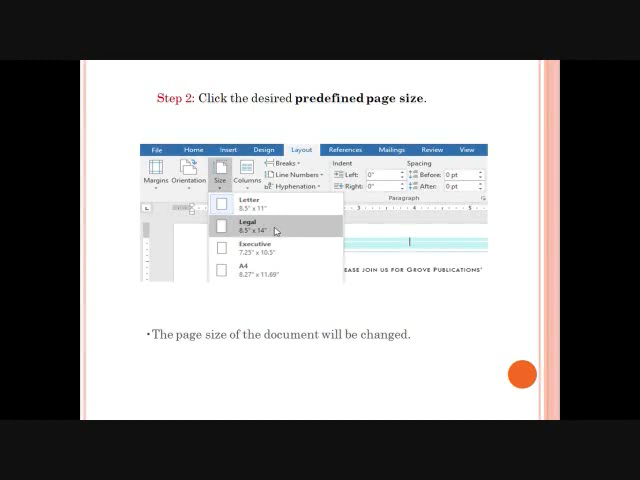 Step 2: Click the desired predefined page size.
File Home Insert Design Layout References Mailings Review View
Margins Orientation Size Columns
Breaks
Line Numbers
Hyphenation
Indent
Left: 0"
Right: 0"
Spacing
Before: 0 pt
After: 0 pt
Paragraph
Letter
8.5" x 11"
Legal
8.5" x 14"
Executive
7.25" x 10.5"
A4
8.27" x 11.69"
LEASE JOIN US FOR GROVE PUBLICATIONS'
•The page size of the document will be changed.